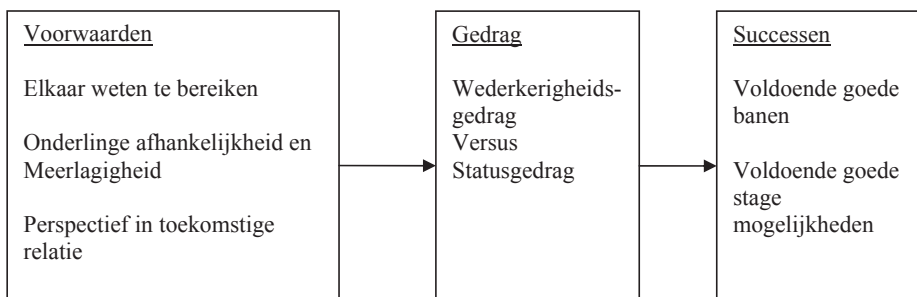 Voorwaarden
Elkaar weten te bereiken
Onderlinge afhankelijkheid en
Meerlagigheid
Perspectief in toekomstige
relatie
Gedrag
Wederkerigheids-
gedrag
Versus
Statusgedrag
Successen
Voldoende goede
banen
Voldoende goede
stage
mogelijkheden